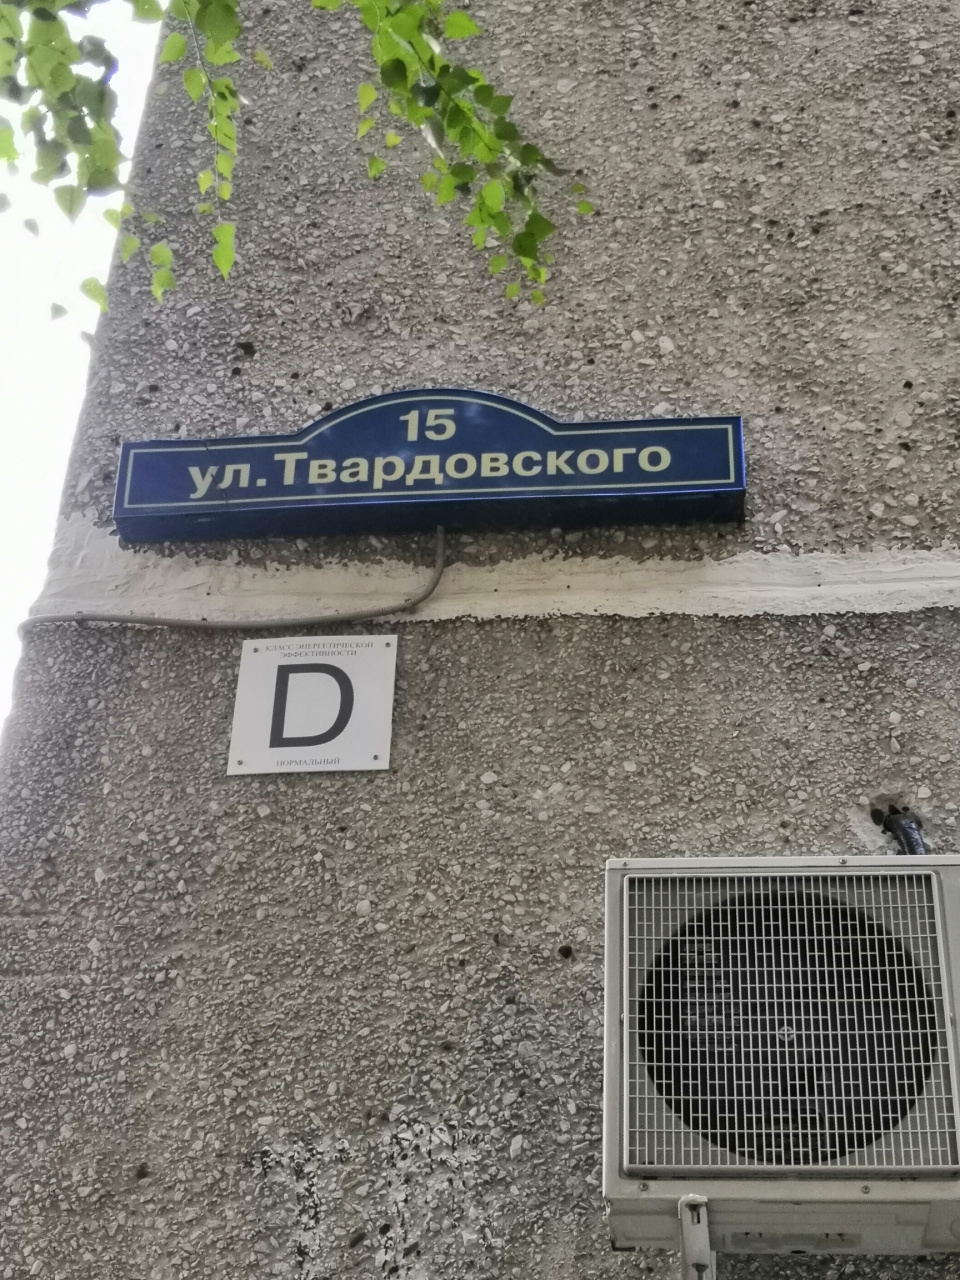 15
ул. Твардовского
КЛАСС ЭНЕРГЕТИЧЕСКОЙ
ЭФФЕКТИВНОСТИ
D
НОРМАЛЬНЫЙ